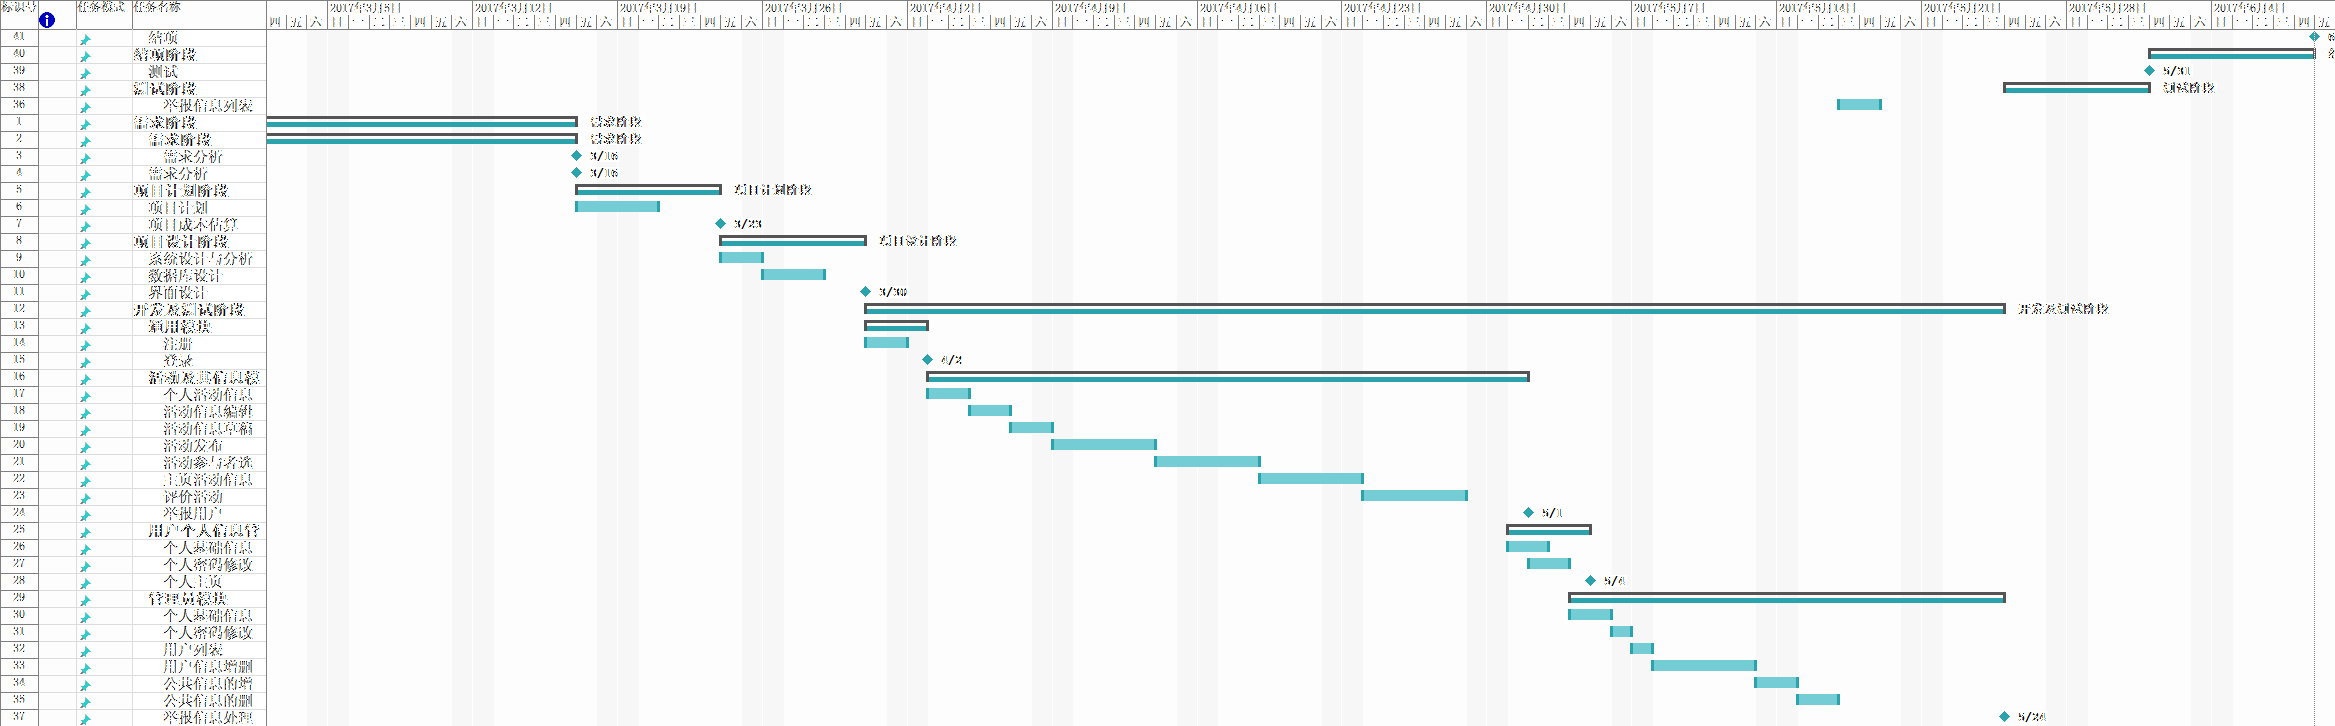 标识号 任务模式 任务名称 2017年3月5日 2017年3月12日 2017年3月19日 2017年3月26日 2017年4月2日 2017年4月9日 2017年4月16日 2017年4月23日 2017年4月30日 2017年5月7日 2017年5月14日 2017年5月21日 2017年5月28日 2017年6月4日
41 结项
40 结项阶段
39 测试 5/31
38 测试阶段 测试阶段
36 举报信息列表
1 需求阶段 需求阶段
2 需求阶段 需求阶段
3 需求分析 3/16
4 需求分析 3/16
5 项目计划阶段 项目计划阶段
6 项目计划
7 项目成本估算 3/23
8 项目设计阶段 项目设计阶段
9 系统设计与分析
10 数据库设计
11 界面设计 3/30
12 开发及测试阶段 开发及测试阶段
13 通用模块
14 注册
15 登录 4/2
16 活动及其信息模
17 个人活动信息
18 活动信息编辑
19 活动信息草稿
20 活动发布
21 活动参与者选
22 主页活动信息
23 评价活动
24 举报用户 5/1
25 用户个人信息管
26 个人基础信息
27 个人密码修改
28 个人主页 5/4
29 管理员模块
30 个人基础信息
31 个人密码修改
32 用户列表
33 用户信息增删
34 公共信息的增
35 公共信息的删
37 举报信息处理 5/24